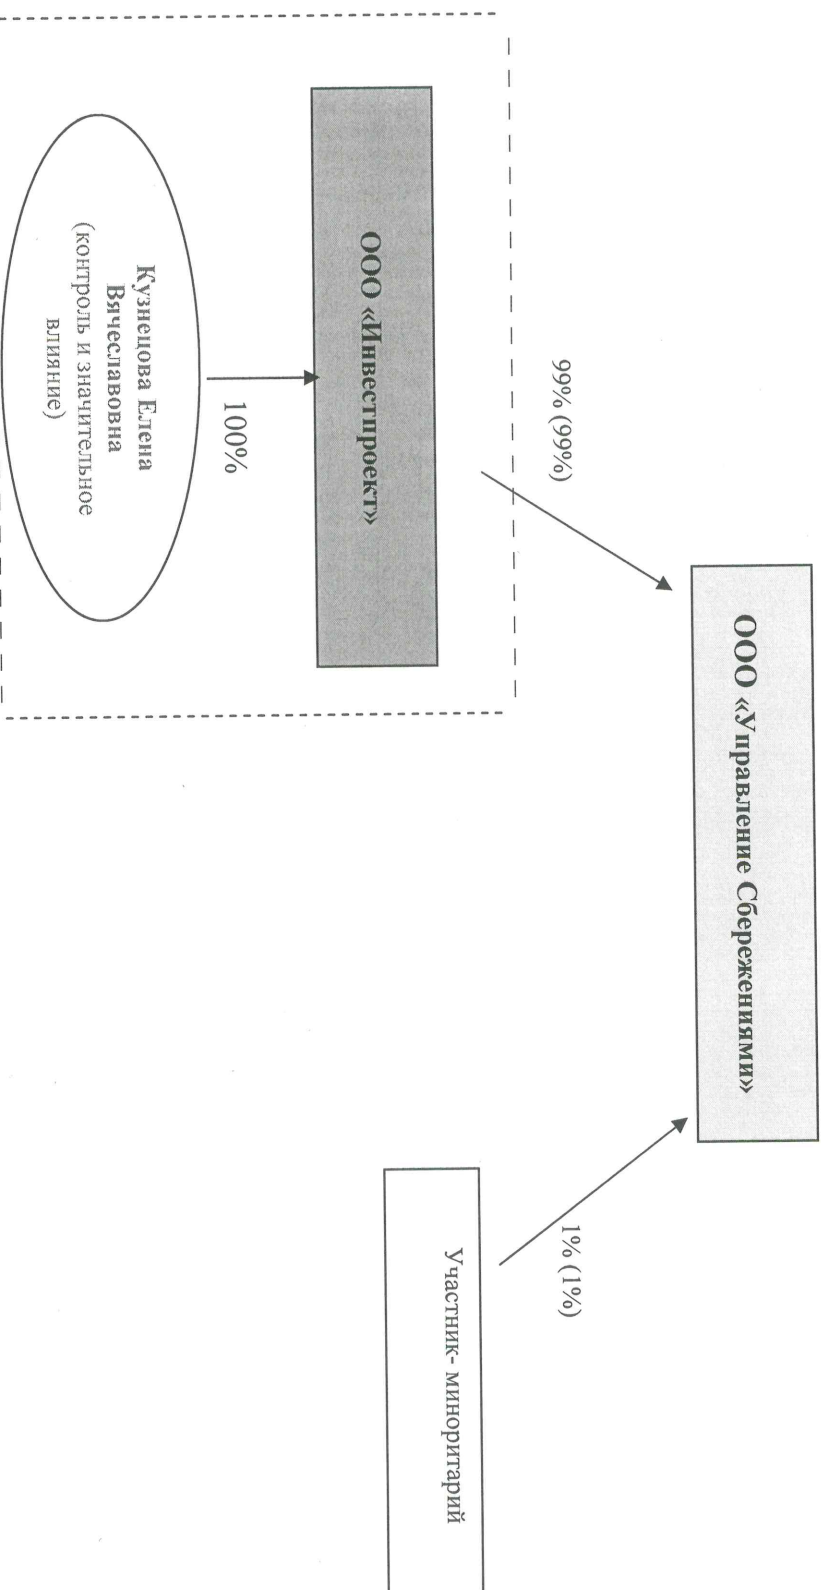 ООО «Управление Сбережениями»
99% (99%)
1% (1%)
ООО «Инвестпроект»
Участник- миноритарий
100%
Кузнецова Елена
Вячеславовна
(контроль и значительное
влияние)